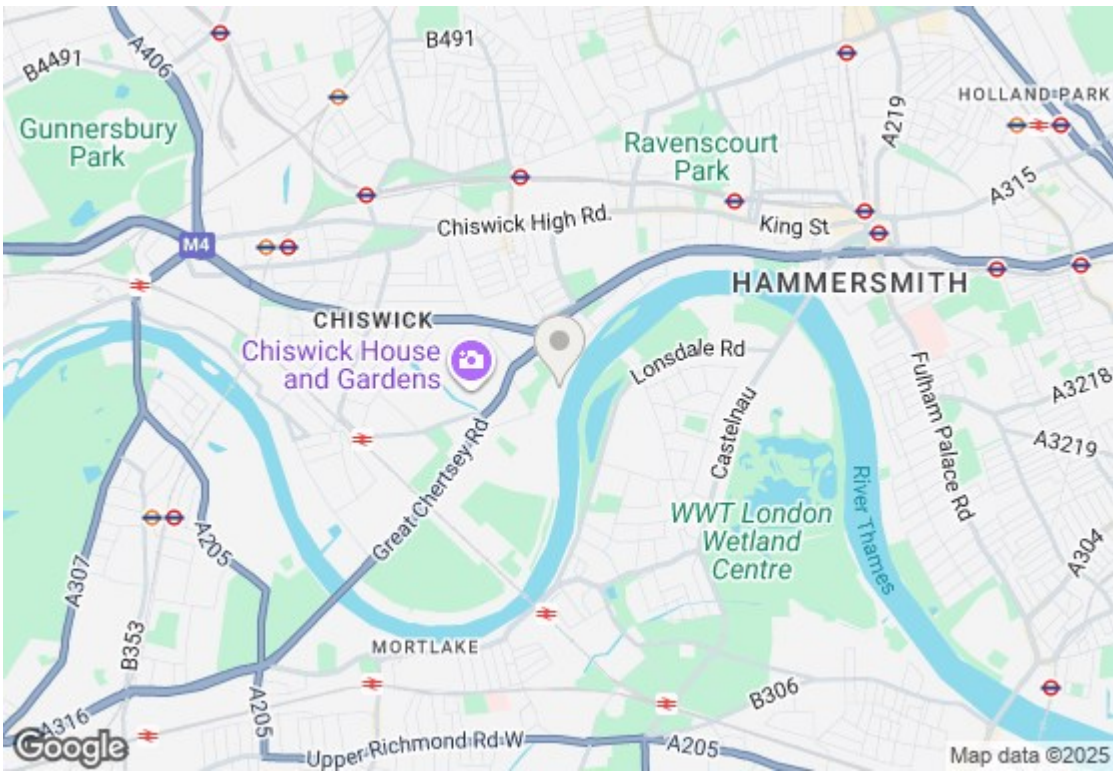 B491
B4491
A406
HOLLAND PARK
A219
Gunnersbury
Park
Ravenscourt
Park
A315
Chiswick High Rd.
King St
M4
HAMMERSMITH
CHISWICK
Chiswick House
and Gardens
Lonsdale Rd
Fulham Palace Rd
A3218
Castelnau
A3219
Great Chertsey Rd
River Thames
WWT London
Wetland
Centre
A205
A304
A307
B353
MORTLAKE
A205
B306
A316
Upper Richmond Rd W
A205
Google
Map data ©2025